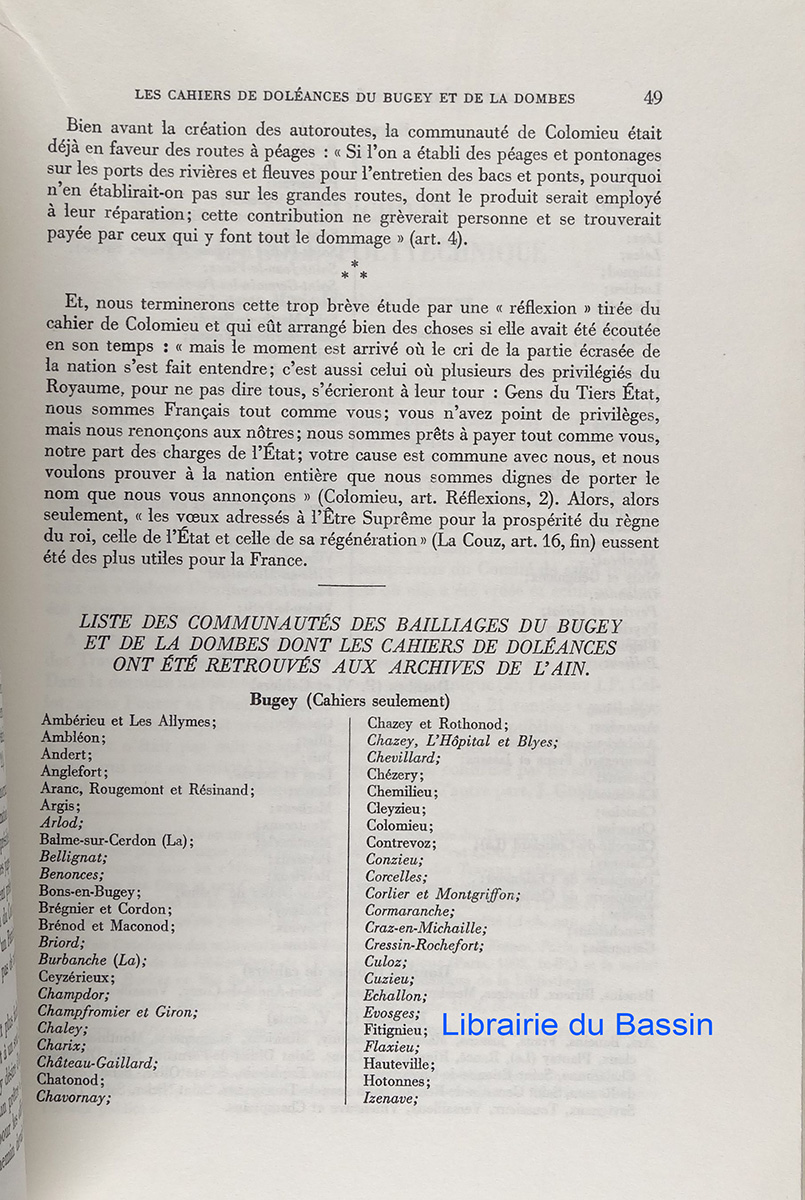 LES CAHIERS DE DOLÉANCES DU BUGEY ET DE LA DOMBES 49
Bien avant la création des autoroutes, la communauté de Colomieu était
déjà en faveur des routes à péages : « Si l'on a établi des péages et pontonages
sur les ports des rivières et fleuves pour l'entretien des bacs et ponts, pourquoi
n'en établirait-on pas sur les grandes routes, dont le produit serait employé
à leur réparation; cette contribution ne grèverait personne et se trouverait
payée par ceux qui y font tout le dommage » (art. 4).
*
* *
Et, nous terminerons cette trop brève étude par une « réflexion » tirée du
cahier de Colomieu et qui eût arrangé bien des choses si elle avait été écoutée
en son temps : « mais le moment est arrivé où le cri de la partie écrasée de
la nation s'est fait entendre; c'est aussi celui où plusieurs des privilégiés du
Royaume, pour ne pas dire tous, s'écrieront à leur tour : Gens du Tiers État,
nous sommes Français tout comme vous; vous n'avez point de privilèges,
mais nous renonçons aux nôtres; nous sommes prêts à payer tout comme vous,
notre part des charges de l'État; votre cause est commune avec nous, et nous
voulons prouver à la nation entière que nous sommes dignes de porter le
nom que nous vous annonçons » (Colomieu, art. Réflexions, 2). Alors, alors
seulement, « les vœux adressés à l'Être Suprême pour la prospérité du règne
du roi, celle de l'État et celle de sa régénération» (La Couz, art. 16, fin) eussent
été des plus utiles pour la France.
LISTE DES COMMUNAUTÉS DES BAILLIAGES DU BUGEY
ET DE LA DOMBES DONT LES CAHIERS DE DOLÉANCES
ONT ÉTÉ RETROUVÉS AUX ARCHIVES DE L'AIN.
Bugey (Cahiers seulement)
Ambérieu et Les Allymes;
Ambléon;
Andert;
Anglefort;
Aranc, Rougemont et Résinand;
Argis;
Arlod;
Balme-sur-Cerdon (La);
Bellignat;
Benonces;
Bons-en-Bugey;
Brégnier et Cordon;
Brénod et Maconod;
Briord;
Burbanche (La);
Ceyzérieux;
Champdor;
Champfromier et Giron;
Chaley;
Charix;
Château-Gaillard;
Chatonod;
Chavornay;
Chazey et Rothonod;
Chazey, L'Hôpital et Blyes;
Chevillard;
Chézery;
Chemilieu;
Cleyzieu;
Colomieu;
Contrevoz;
Conzieu;
Corcelles;
Corlier et Montgriffon;
Cormaranche;
Craz-en-Michaille;
Cressin-Rochefort;
Culoz;
Cuzieu;
Echallon;
Evosges;
Fitignieu;
Flaxieu;
Hauteville;
Hotonnes;
Izenave;
Librairie du Bassin